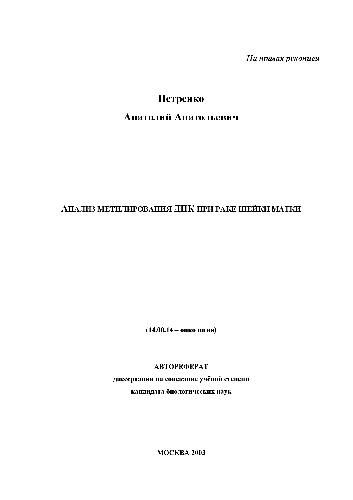 На правах рукописи
Петренко
Анатолий Анатольевич
АНАЛИЗ МЕТИЛИРОВАНИЯ ДНК ПРИ РАКЕ ШЕЙКИ МАТКИ
(14.00.14 – онкология)
АВТОРЕФЕРАТ
диссертации на соискание учёной степени
кандидата биологических наук
МОСКВА 2003